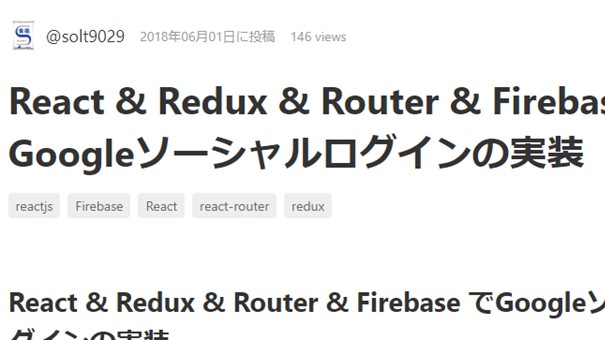 @solt9029 2018年06月01日に投稿 146 views
React & Redux & Router & Firebas
Googleソーシャルログインの実装
reactjs Firebase React react-router redux
React & Redux & Router & Firebase でGoogleソ
グインの実装